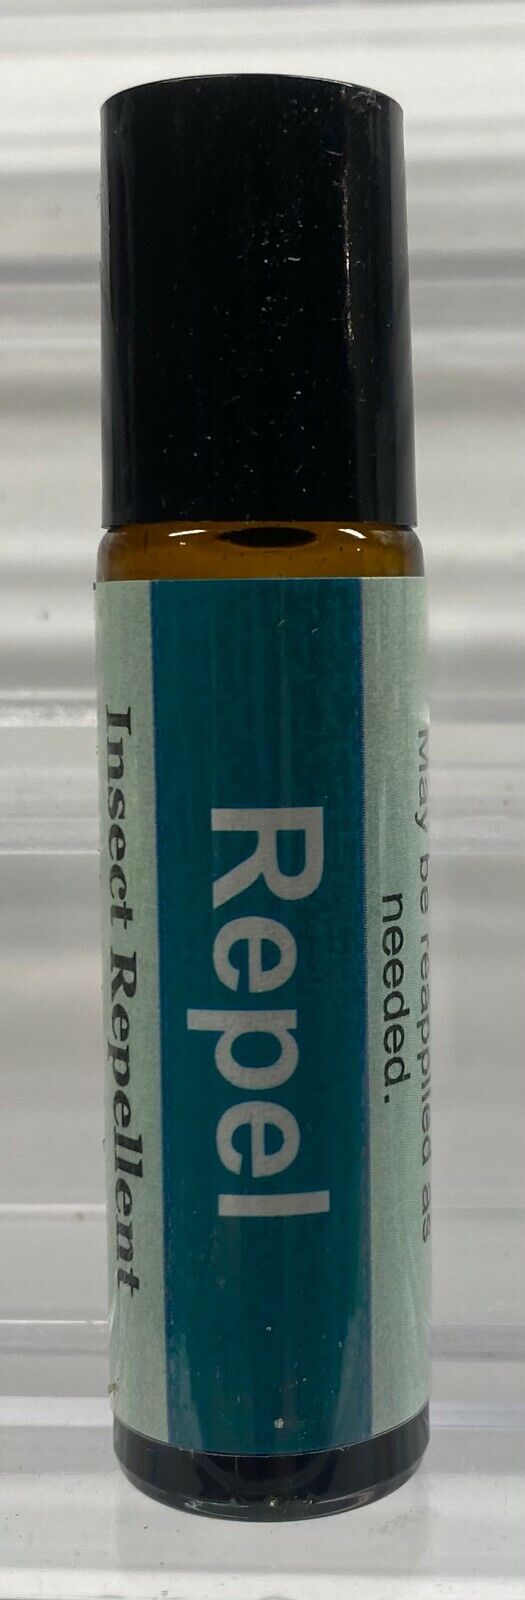 May be reapplied as
needed.
Repel
Insect Repellent